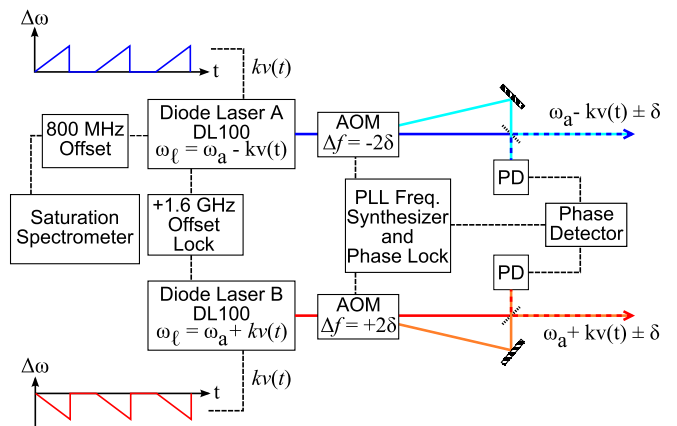 Δω
t
kv(t)
800 MHz
Offset
Diode Laser A
DL100
ωℓ = ωa - kv(t)
AOM
Δf = -2δ
ωa- kv(t) ± δ
PD
Saturation
Spectrometer
+1.6 GHz
Offset
Lock
PLL Freq.
Synthesizer
and
Phase Lock
Phase
Detector
PD
Diode Laser B
DL100
ωℓ = ωa+ kv(t)
AOM
Δf = +2δ
ωa+ kv(t) ± δ
Δω
t
kv(t)